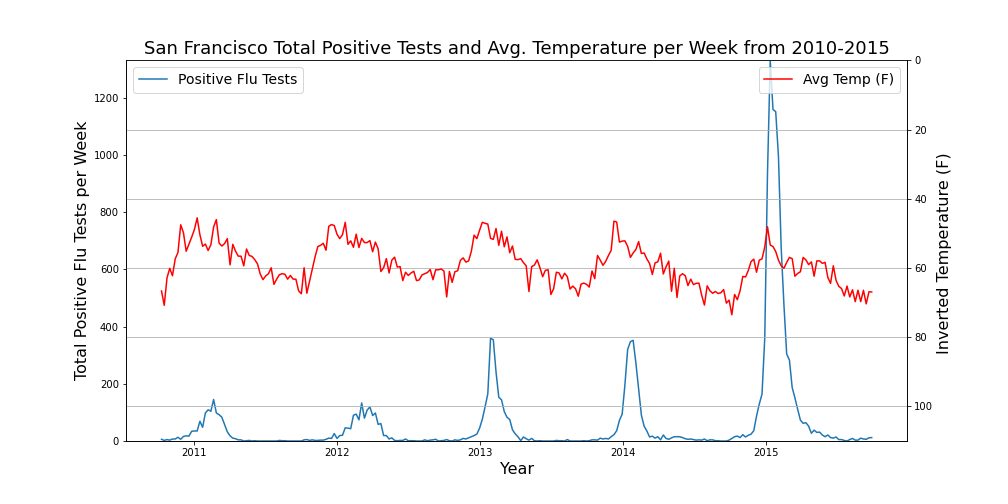 San Francisco Total Positive Tests and Avg. Temperature per Week from 2010-2015
Positive Flu Tests
Avg Temp (F)
Total Positive Flu Tests per Week
1200
1000
800
600
400
200
0
0
20
40
60
80
100
Inverted Temperature (F)
2011 2012 2013 2014 2015
Year